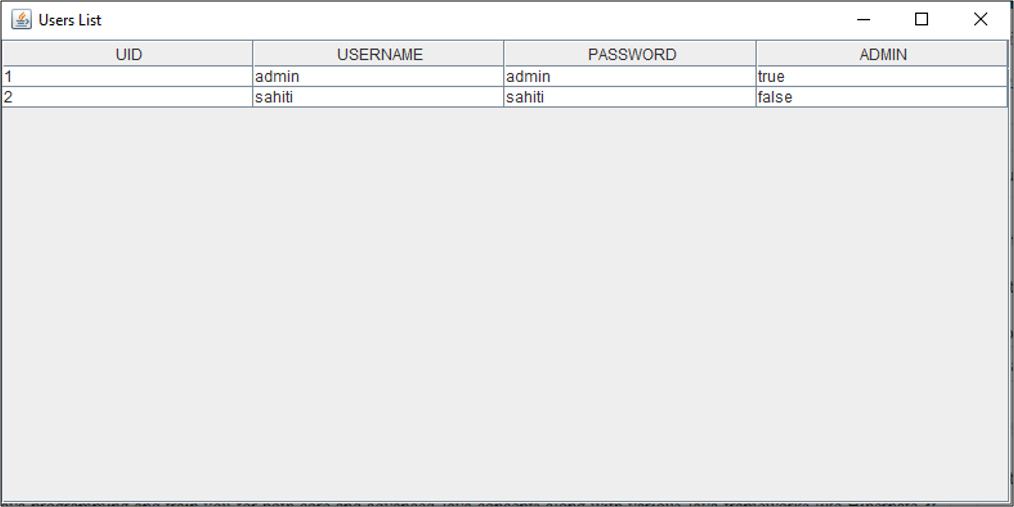 Users List
UID USERNAME PASSWORD ADMIN
1 admin admin true
2 sahiti sahiti false